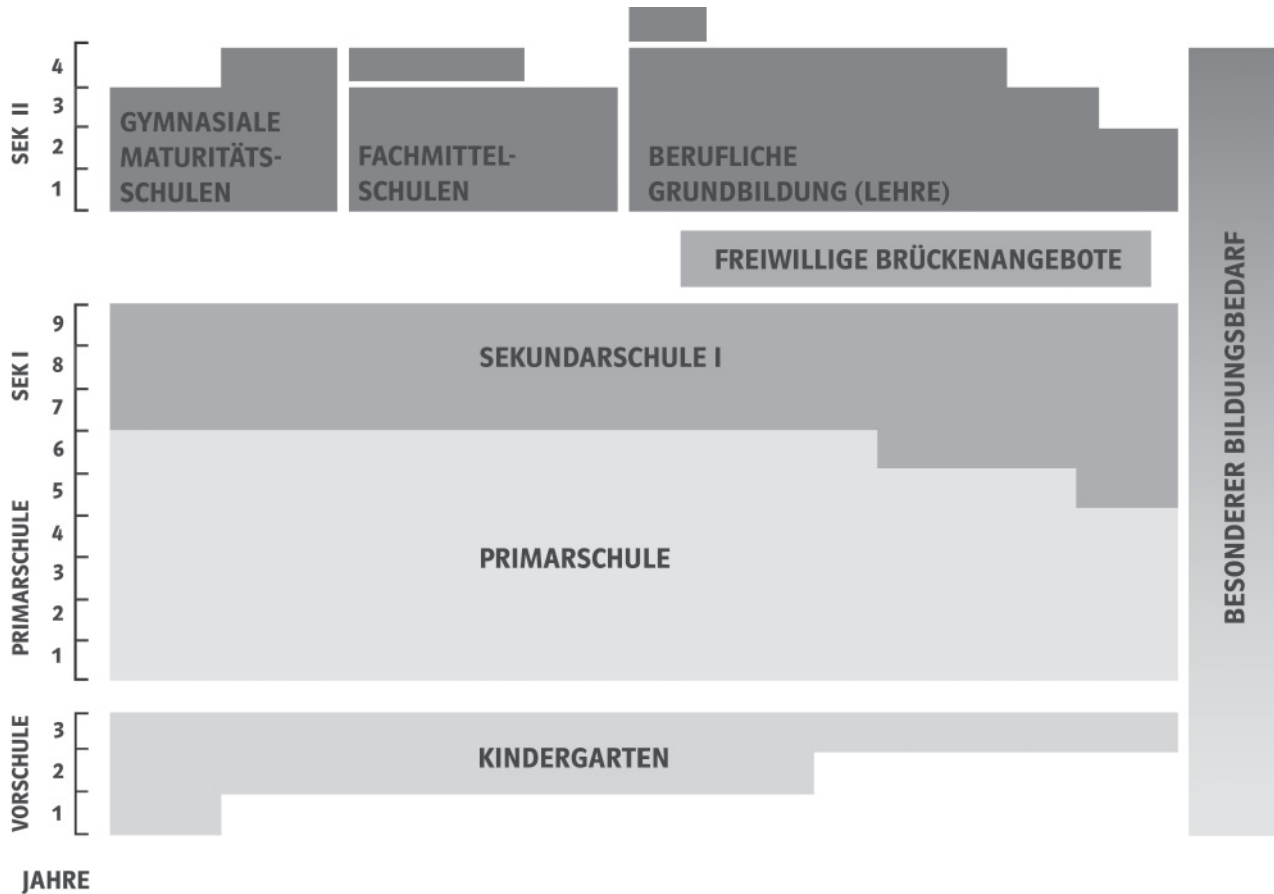 SEK II
4
3
2
1
GYMNASIALE
MATURITÄTS-
SCHULEN
FACHMITTEL-
SCHULEN
BERUFLICHE
GRUNDBILDUNG (LEHRE)
FREIWILLIGE BRÜCKENANGEBOTE
SEK I
9
8
7
SEKUNDARSCHULE I
PRIMARSCHULE
6
5
4
3
2
1
PRIMARSCHULE
VORSCHULE
3
2
1
KINDERGARTEN
BESONDERER BILDUNGSBEDARF
JAHRE